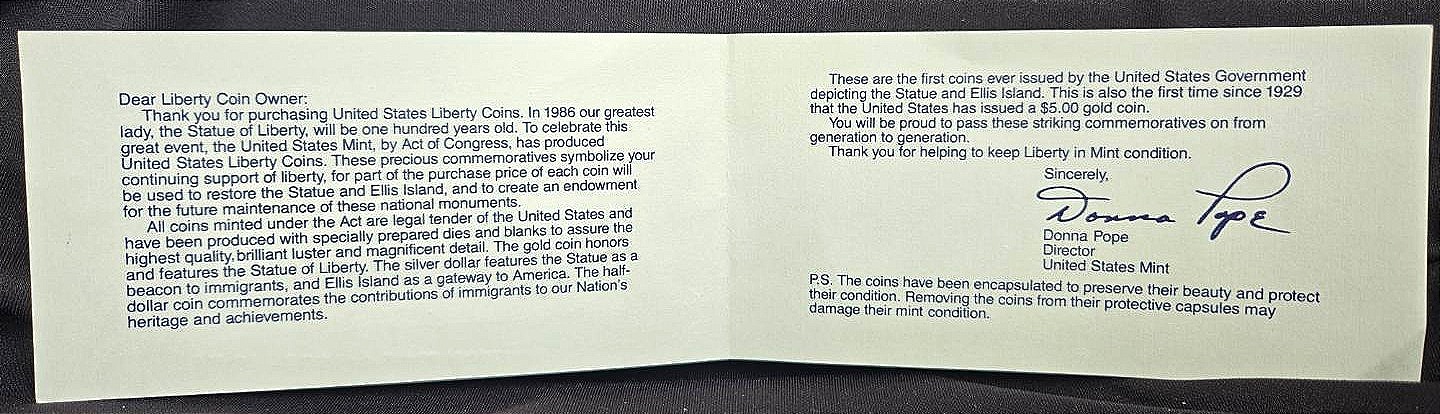 Dear Liberty Coin Owner:
Thank you for purchasing United States Liberty Coins. In 1986 our greatest
lady, the Statue of Liberty, will be one hundred years old. To celebrate this
great event, the United States Mint, by Act of Congress, has produced
United States Liberty Coins. These precious commemoratives symbolize your
continuing support of liberty, for part of the purchase price of each coin will
be used to restore the Statue and Ellis Island, and to create an endowment
for the future maintenance of these national monuments.
All coins minted under the Act are legal tender of the United States and
have been produced with specially prepared dies and blanks to assure the
highest quality, brilliant luster and magnificent detail. The gold coin honors
and features the Statue of Liberty. The silver dollar features the Statue as a
beacon to immigrants, and Ellis Island as a gateway to America. The half-
dollar coin commemorates the contributions of immigrants to our Nation's
heritage and achievements.
These are the first coins ever issued by the United States Government
depicting the Statue and Ellis Island. This is also the first time since 1929
that the United States has issued a $5.00 gold coin.
You will be proud to pass these striking commemoratives on from
generation to generation.
Thank you for helping to keep Liberty in Mint condition.
Sincerely,
Donna Pope
Donna Pope
Director
United States Mint
P.S. The coins have been encapsulated to preserve their beauty and protect
their condition. Removing the coins from their protective capsules may
damage their mint condition.